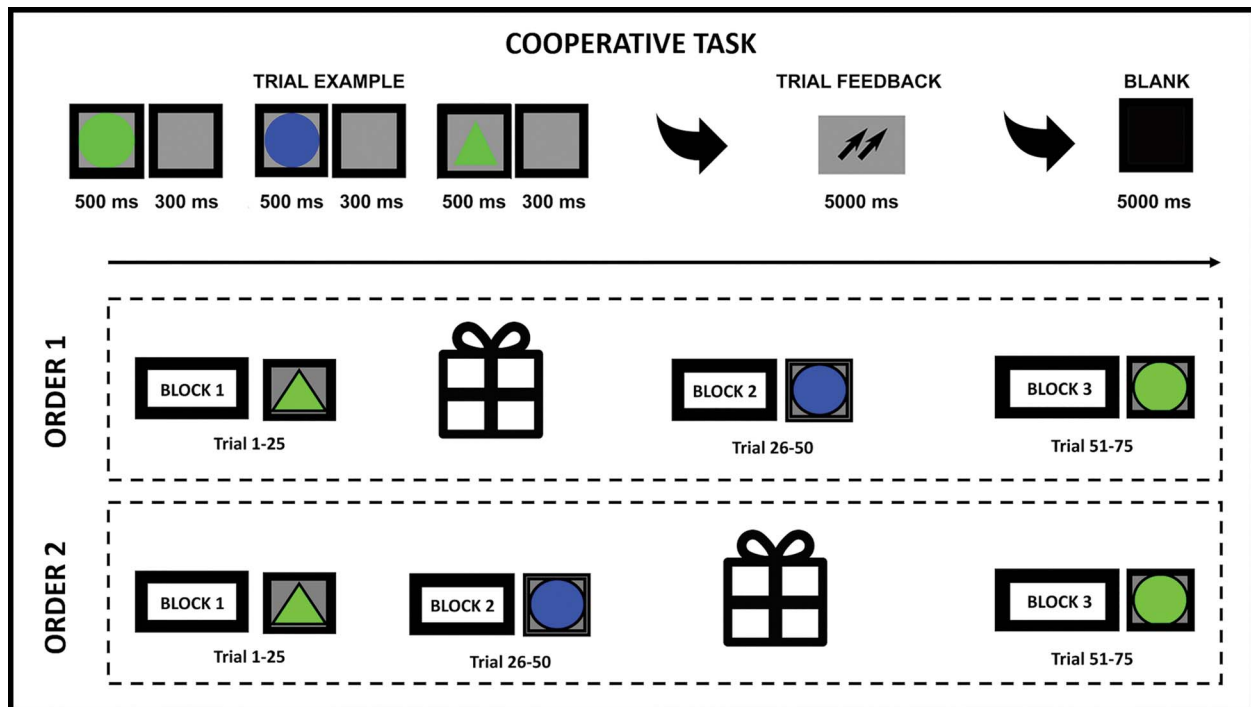 COOPERATIVE TASK
TRIAL EXAMPLE
TRIAL FEEDBACK
BLANK
500 ms 300 ms 500 ms 300 ms 500 ms 300 ms 5000 ms 5000 ms
ORDER 1
BLOCK 1
Trial 1-25
BLOCK 2
Trial 26-50
BLOCK 3
Trial 51-75
ORDER 2
BLOCK 1
Trial 1-25
BLOCK 2
Trial 26-50
BLOCK 3
Trial 51-75